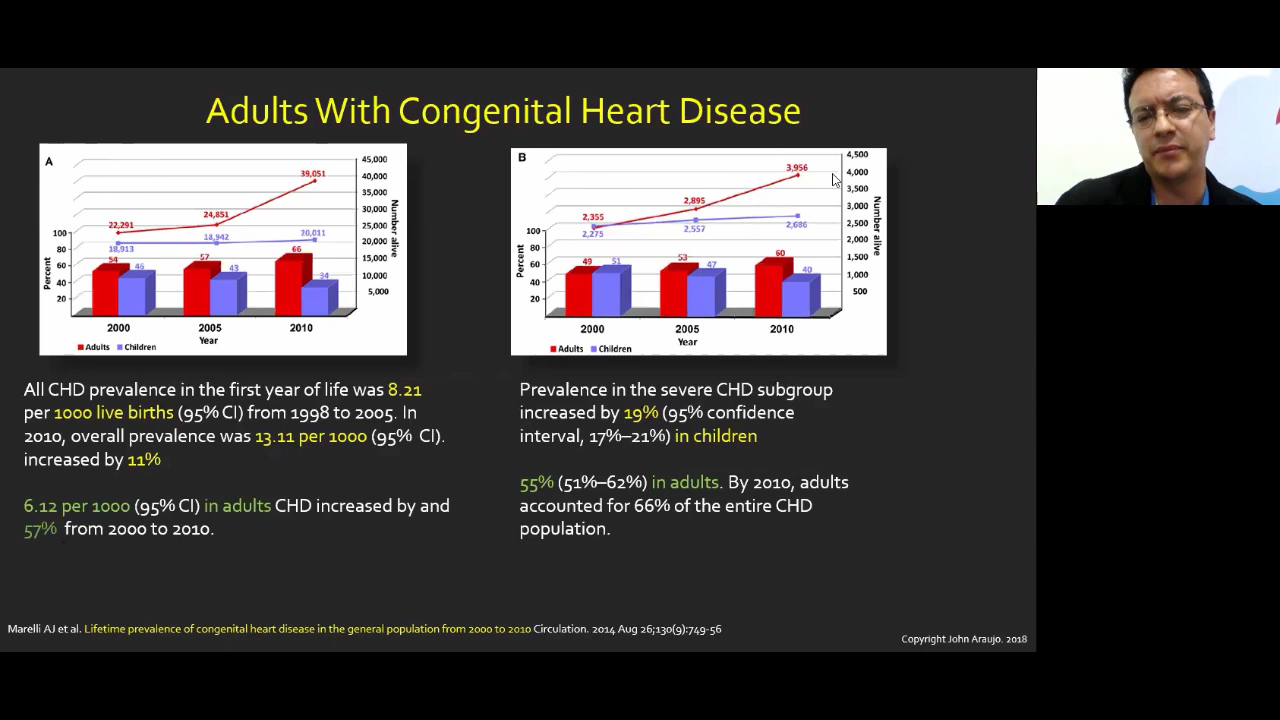 Adults With Congenital Heart Disease
A
45,000
40,000
35,000
30,000
25,000
20,000
15,000
10,000
5,000
Number alive
39,051
22,291
24,851
18,913
18,942
20,011
100
80
60
40
20
Percent
54
46
57
43
66
34
2000
2005
2010
Year
Adults
Children
B
4,500
4,000
3,500
3,000
2,500
2,000
1,500
1,000
500
Number alive
3,956
2,355
2,895
2,275
2,557
2,686
100
80
60
40
20
Percent
49
51
53
47
60
40
2000
2005
2010
Year
Adults
Children
All CHD prevalence in the first year of life was 8.21
per 1000 live births (95% CI) from 1998 to 2005. In
2010, overall prevalence was 13.11 per 1000 (95% CI).
increased by 11%
6.12 per 1000 (95% CI) in adults CHD increased by and
57% from 2000 to 2010.
Prevalence in the severe CHD subgroup
increased by 19% (95% confidence
interval, 17%–21%) in children
55% (51%–62%) in adults. By 2010, adults
accounted for 66% of the entire CHD
population.
Marelli AJ et al. Lifetime prevalence of congenital heart disease in the general population from 2000 to 2010 Circulation. 2014 Aug 26;130(9):749-56
Copyright John Araujo. 2018